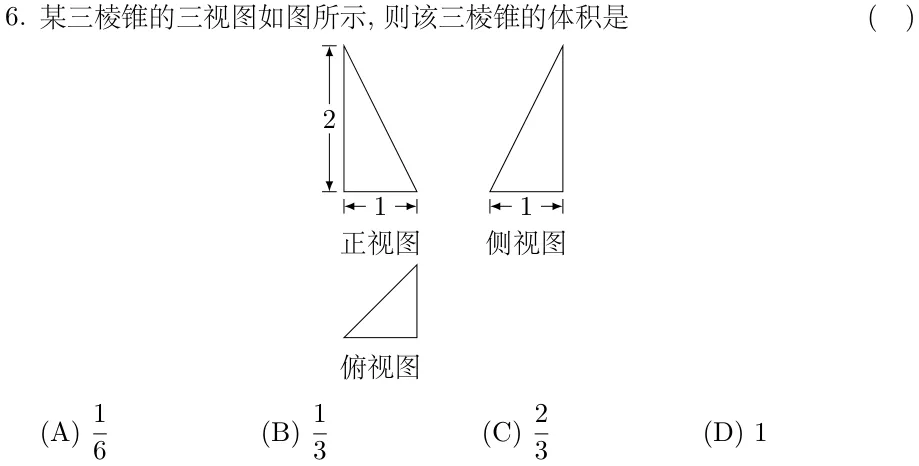 6. 某三棱锥的三视图如图所示, 则该三棱锥的体积是 ( )
2
1 1
正视图 侧视图
俯视图
(A) 1/6 (B) 1/3 (C) 2/3 (D) 1